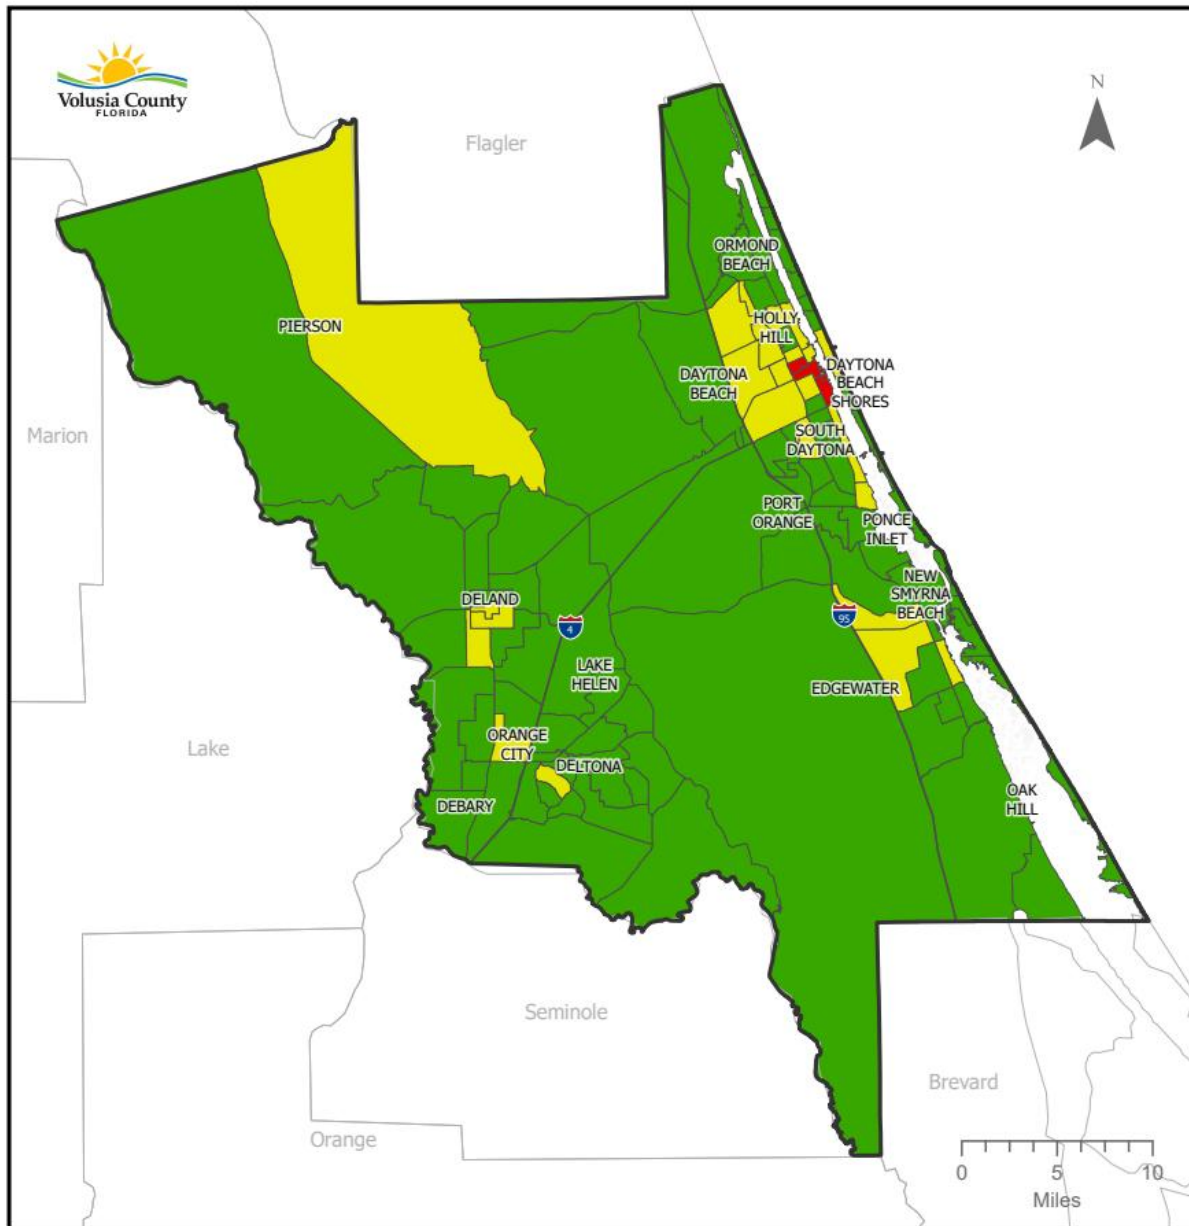 Volusia County
FLORIDA
N
Flagler
ORMOND
BEACH
PIERSON
HOLLY
HILL
DAYTONA
BEACH
DAYTONA
BEACH
SHORES
Marion
SOUTH
DAYTONA
PORT
ORANGE
PONCE
INLET
NEW
SMYRNA
BEACH
DELAND
4
95
LAKE
HELEN
EDGEWATER
Lake
ORANGE
CITY
DELTONA
DEBARY
OAK
HILL
Seminole
Brevard
Orange
0 5 10
Miles